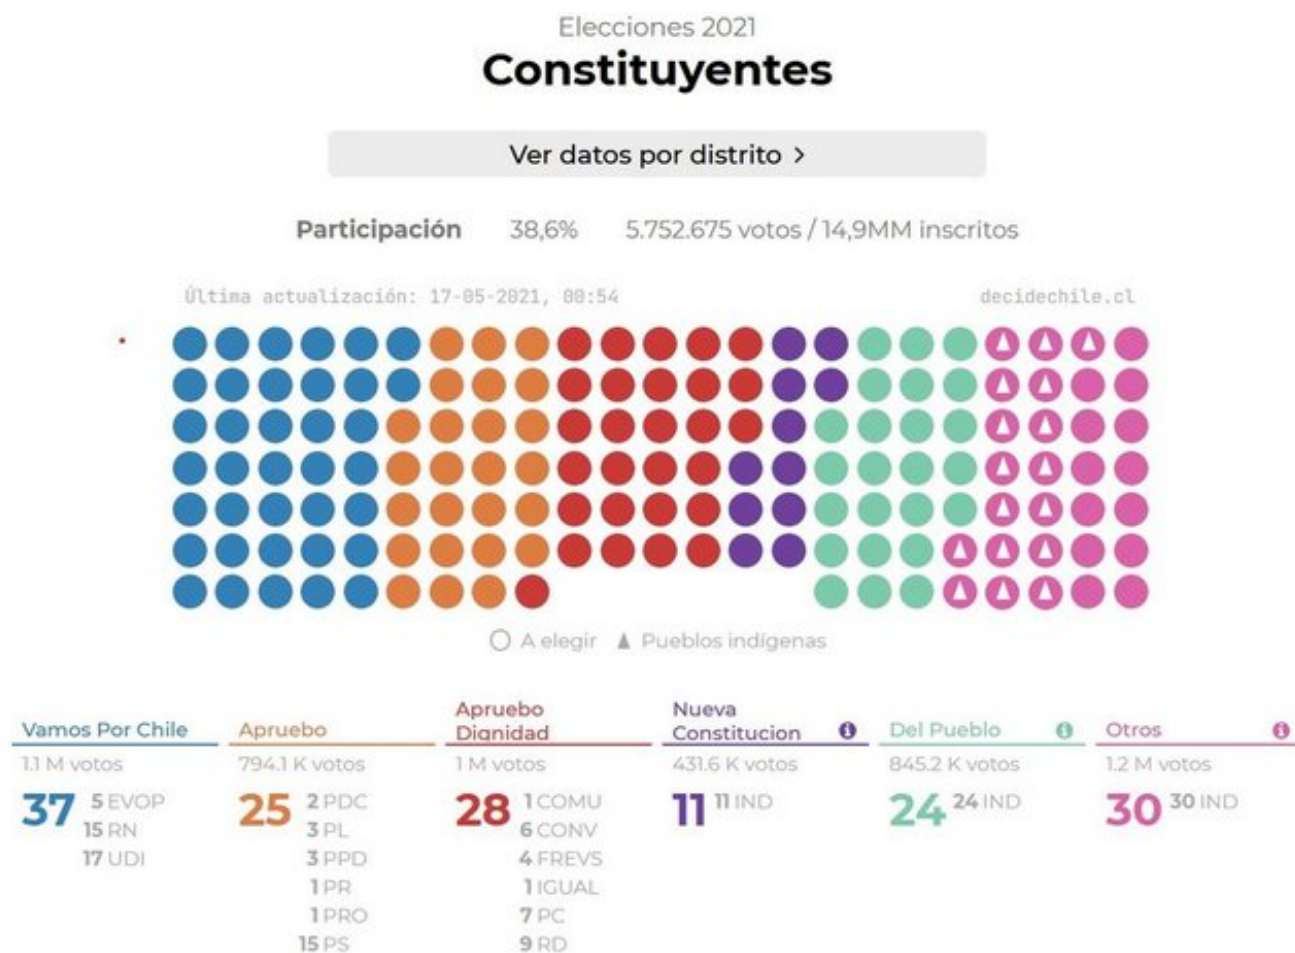 Elecciones 2021
Constituyentes
Ver datos por distrito >
Participación 38,6% 5.752.675 votos / 14,9MM inscritos
Última actualización: 17-05-2021, 00:54 decidechile.cl
A elegir Pueblos indígenas
Vamos Por Chile
1.1 M votos
37
5 EVOP
15 RN
17 UDI
Apruebo
794.1 K votos
25
2 PDC
3 PL
3 PPD
1 PR
1 PRO
15 PS
Apruebo
Dignidad
1 M votos
28
1 COMU
6 CONV
4 FREVS
1 IGUAL
7 PC
9 RD
Nueva
Constitucion
431.6 K votos
11 11 IND
Del Pueblo
845.2 K votos
24 24 IND
Otros
1.2 M votos
30 30 IND